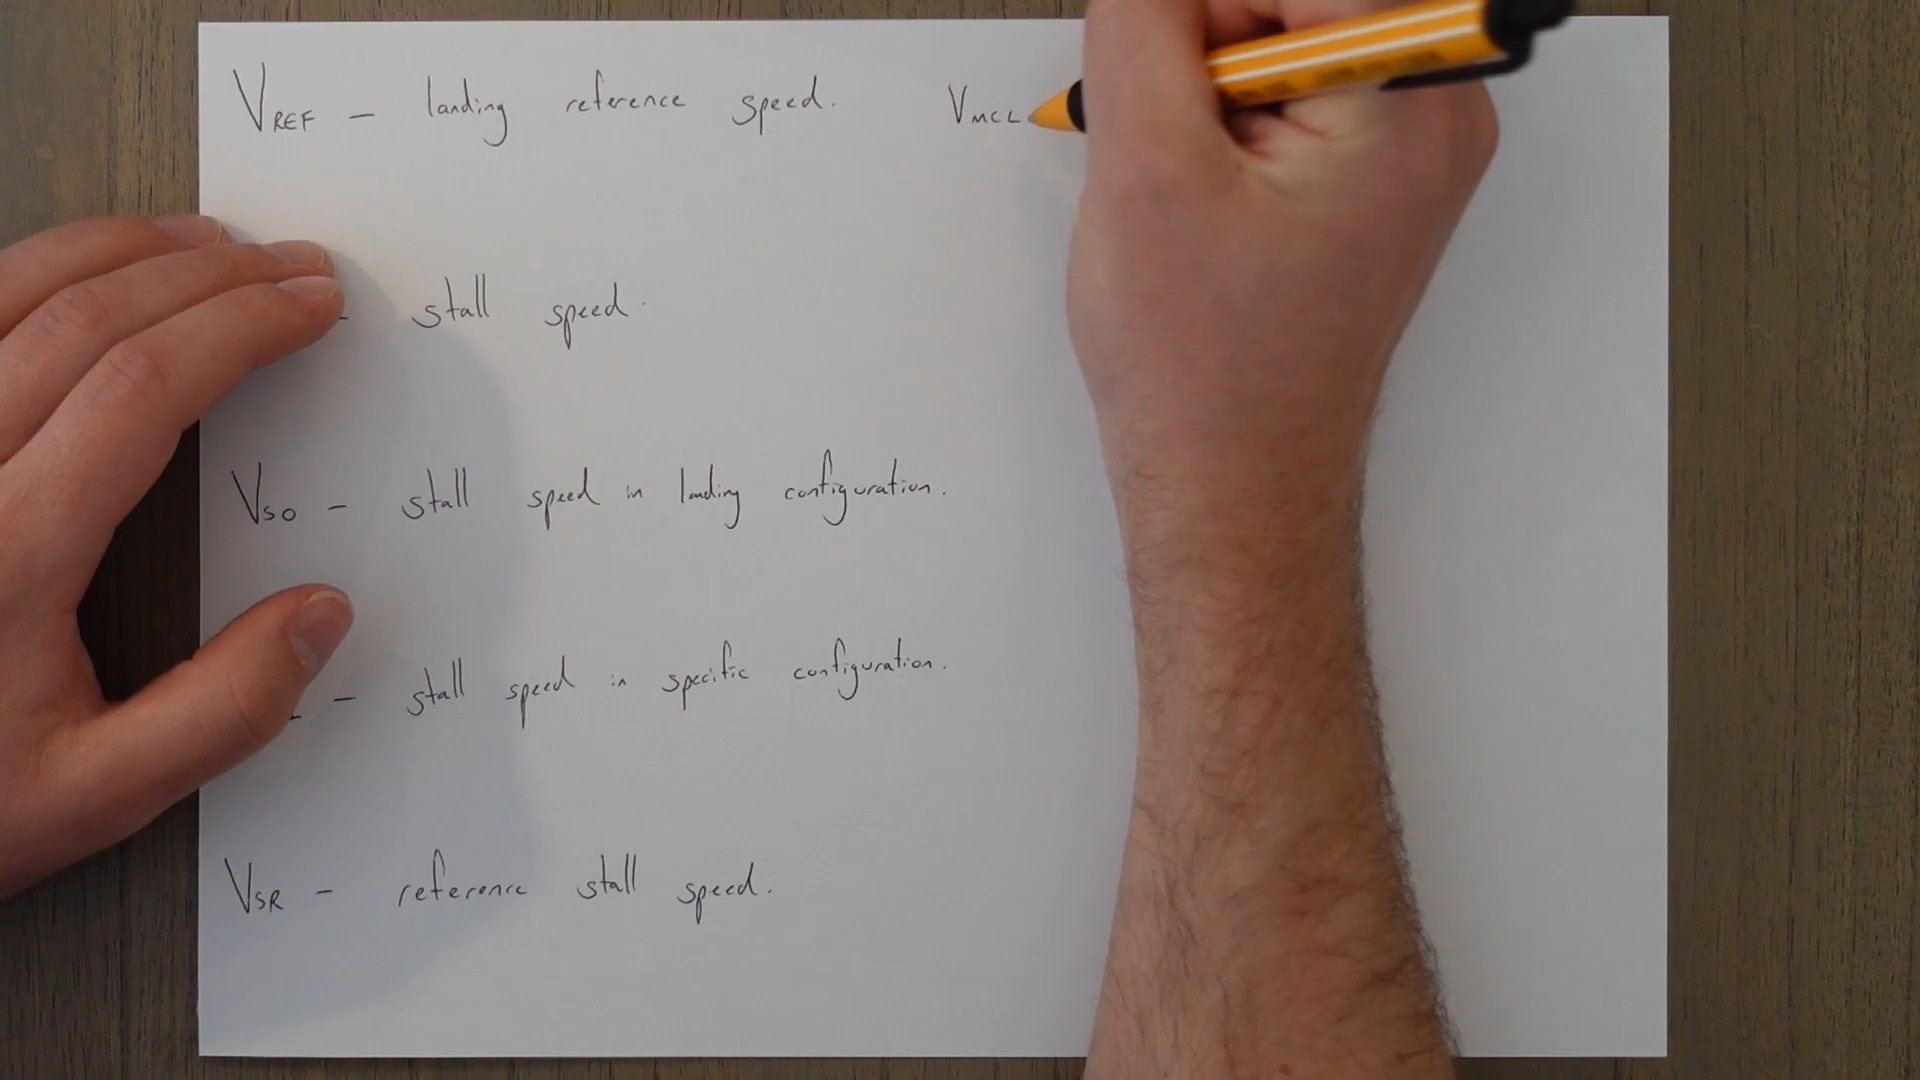 VREF – landing reference speed. VMCL
- stall speed.
VSO – stall speed in landing configuration.
– stall speed in specific configuration.
VSR – reference stall speed.